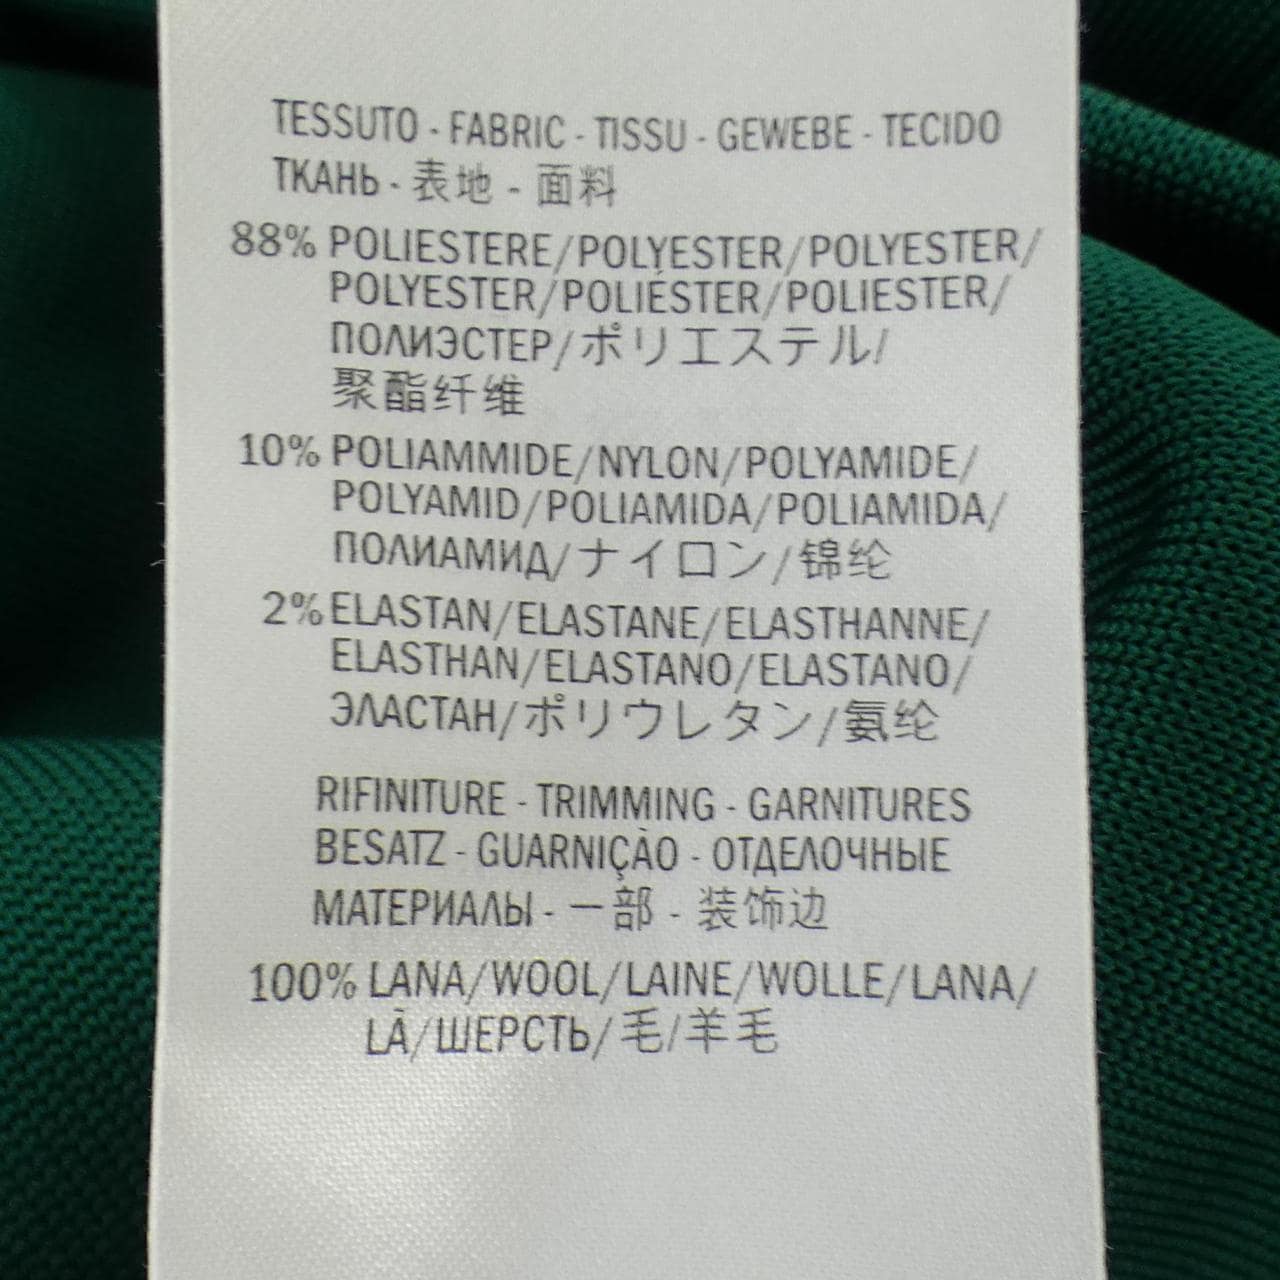 TESSUTO - FABRIC - TISSU - GEWEBE - TECIDO
ТКАНЬ - 表地 - 面料
88% POLIESTERE/POLYESTER/POLYESTER/
POLYESTER/POLIÉSTER/POLIESTER/
ПОЛИЭСТЕР/ポリエステル/
聚酯纤维
10% POLIAMMIDE/NYLON/POLYAMIDE/
POLYAMID/POLIAMIDA/POLIAMIDA/
ПОЛИАМИД/ナイロン/锦纶
2% ELASTAN/ELASTANE/ELASTHANNE/
ELASTHAN/ELASTANO/ELASTANO/
ЭЛАСТАН/ポリウレタン/氨纶
RIFINITURE - TRIMMING - GARNITURES
BESATZ - GUARNIÇÀO - ОТДЕЛОЧНЫЕ
МАТЕРИАЛЫ - 一部 - 装饰边
100% LANA/WOOL/LAINE/WOLLE/LANA/
LÀ/ШЕРСТЬ/毛/羊毛